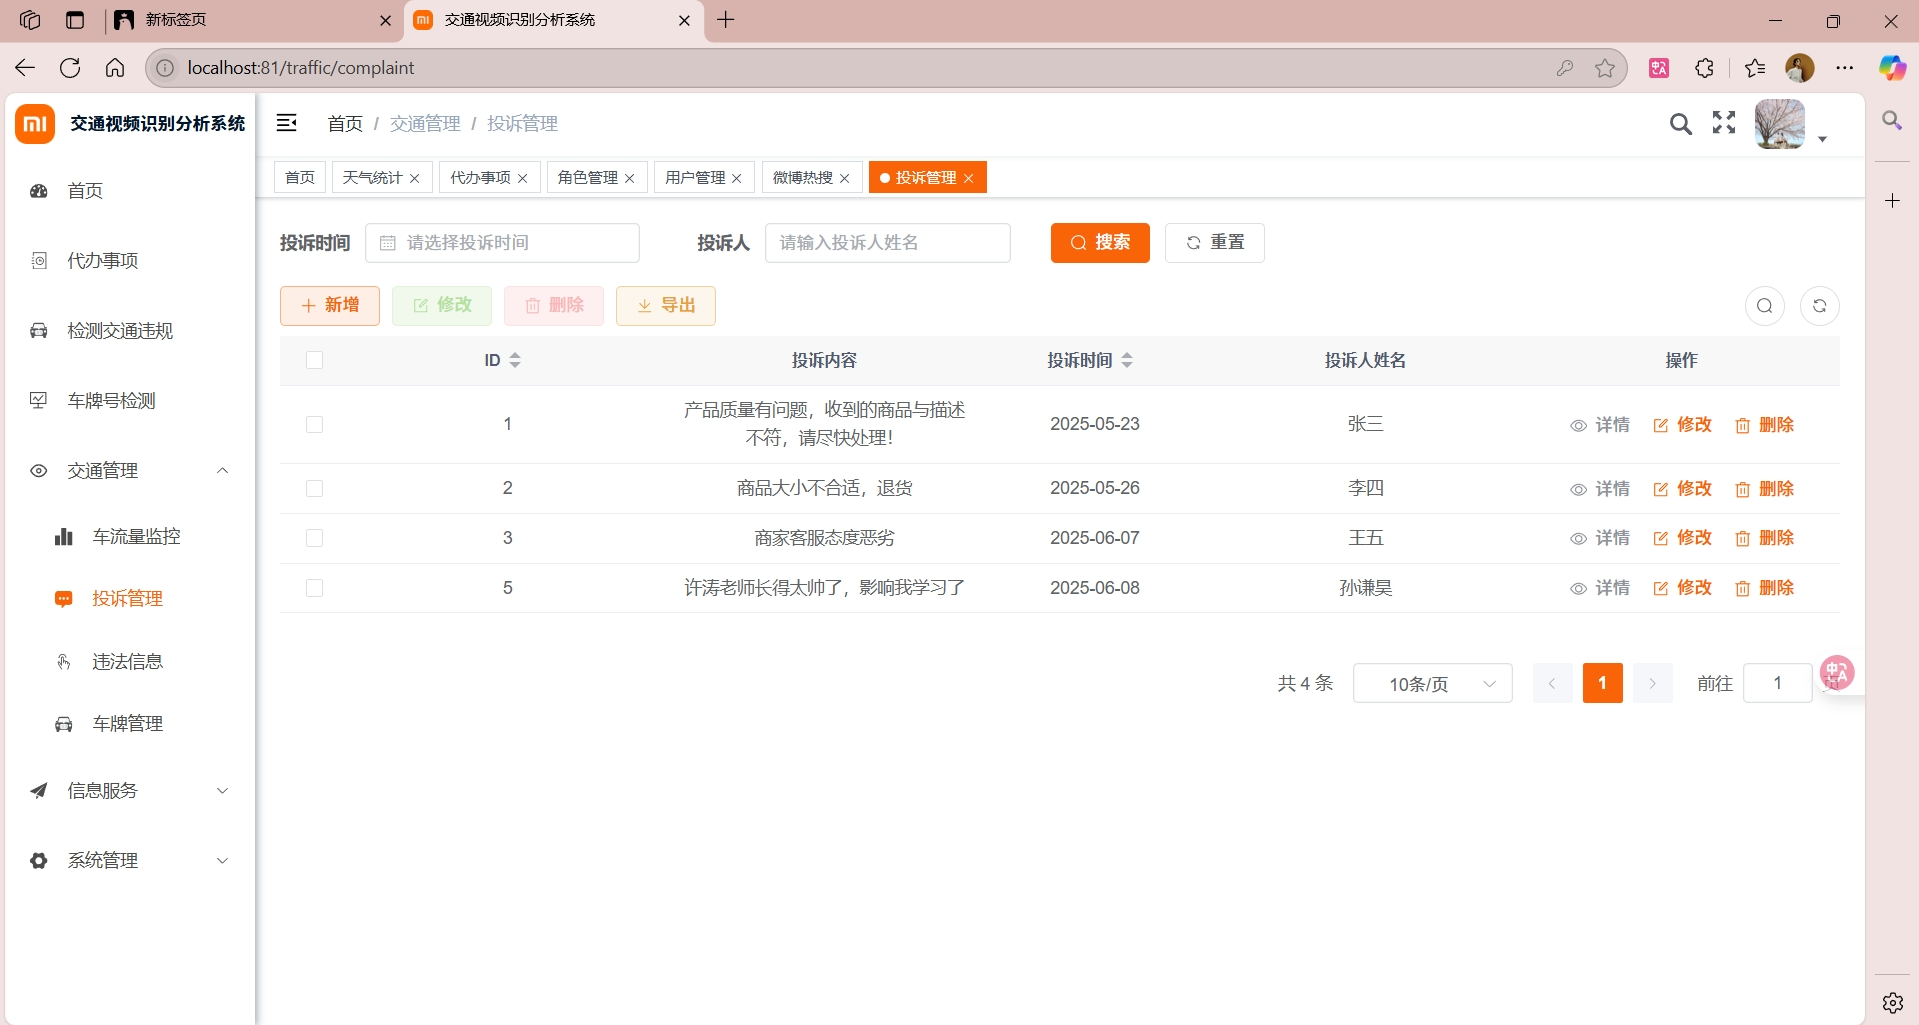 新标签页
交通视频识别分析系统
localhost:81/traffic/complaint
mi 交通视频识别分析系统
首页 / 交通管理 / 投诉管理
首页 天气统计 代办事项 角色管理 用户管理 微博热搜 投诉管理
首页
代办事项
检测交通违规
车牌号检测
交通管理
车流量监控
投诉管理
违法信息
车牌管理
信息服务
系统管理
投诉时间 请选择投诉时间 投诉人 请输入投诉人姓名 搜索 重置
新增 修改 删除 导出
ID 投诉内容 投诉时间 投诉人姓名 操作
1 产品质量有问题，收到的商品与描述
不符，请尽快处理！ 2025-05-23 张三 详情 修改 删除
2 商品大小不合适，退货 2025-05-26 李四 详情 修改 删除
3 商家客服态度恶劣 2025-06-07 王五 详情 修改 删除
5 许涛老师长得太帅了，影响我学习了 2025-06-08 孙谦昊 详情 修改 删除
共 4 条 10条/页 1 前往 1 页